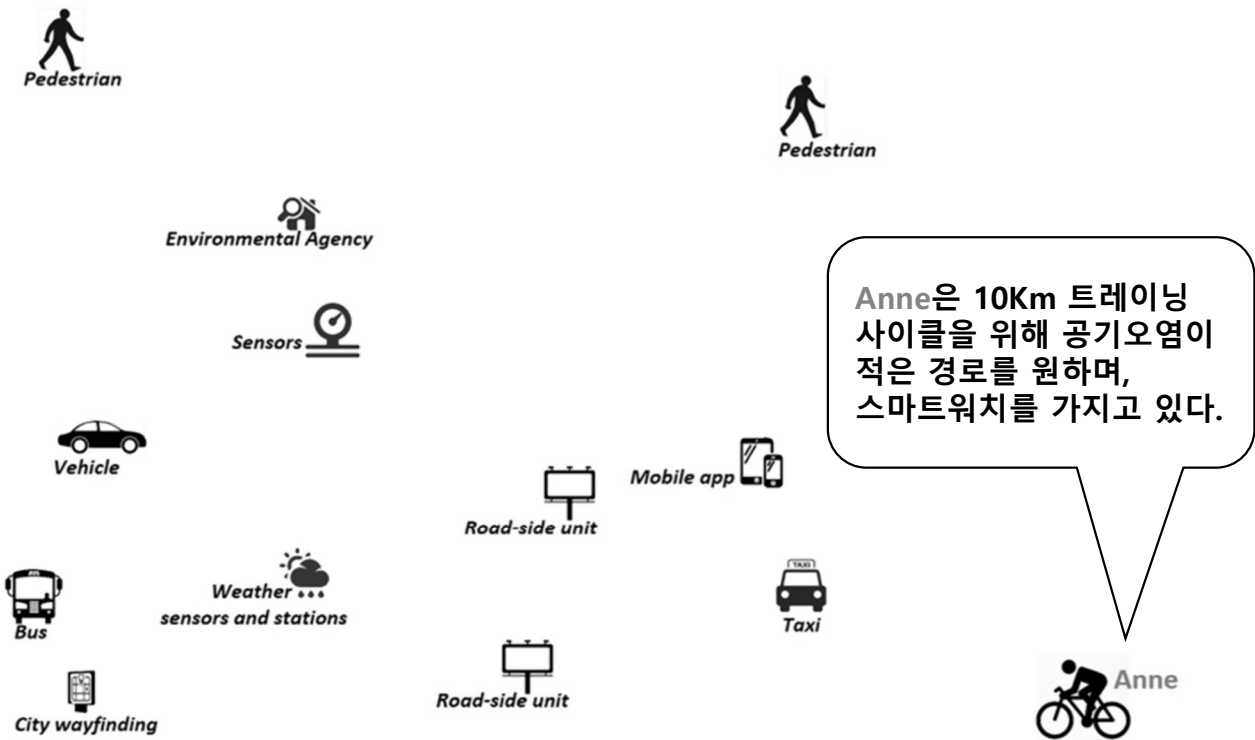 Pedestrian
Pedestrian
Environmental Agency
Anne은 10Km 트레이닝
사이클을 위해 공기오염이
적은 경로를 원하며,
스마트워치를 가지고 있다.
Sensors
Vehicle
Mobile app
Road-side unit
Weather
sensors and stations
TAXI
Taxi
Bus
Road-side unit
Anne
City wayfinding